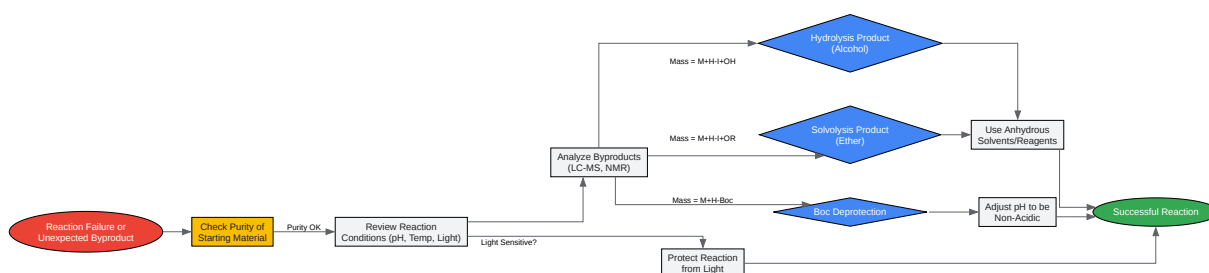 Hydrolysis Product
(Alcohol)
Mass = M+H-I+OH
Solvolysis Product
(Ether)
Use Anhydrous
Solvents/Reagents
Mass = M+H-I+OR
Analyze Byproducts
(LC-MS, NMR)
Mass = M+H-Boc
Boc Deprotection
Adjust pH to be
Non-Acidic
Successful Reaction
Reaction Failure or
Unexpected Byproduct
Check Purity of
Starting Material
Purity OK
Review Reaction
Conditions (pH, Temp, Light)
Light Sensitive?
Protect Reaction
from Light